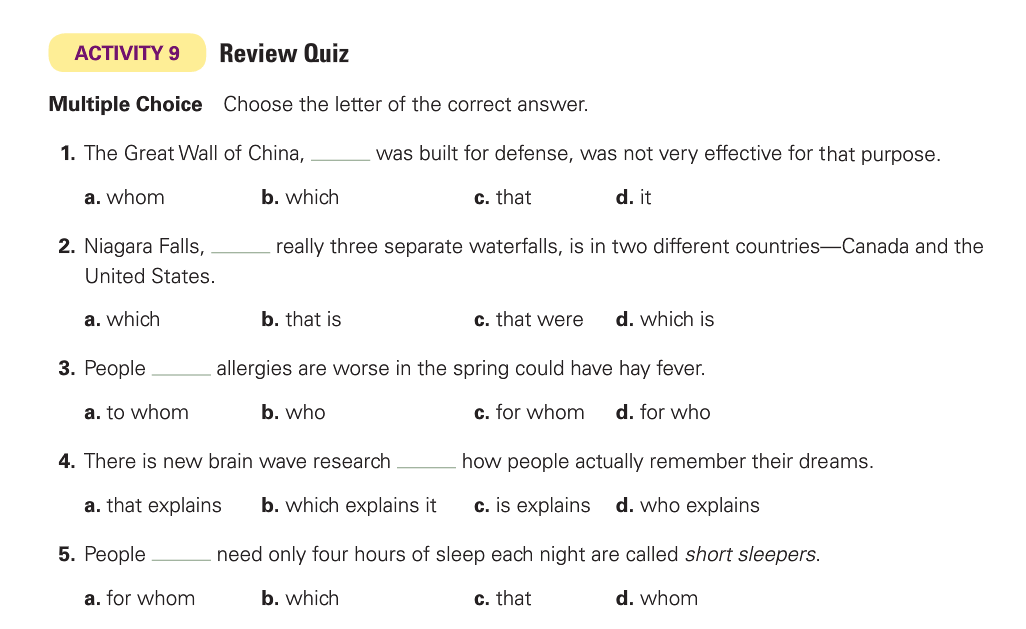 ACTIVITY 9 Review Quiz
Multiple Choice Choose the letter of the correct answer.
1. The Great Wall of China, _____ was built for defense, was not very effective for that purpose.
a. whom b. which c. that d. it
2. Niagara Falls, _____ really three separate waterfalls, is in two different countries—Canada and the
United States.
a. which b. that is c. that were d. which is
3. People _____ allergies are worse in the spring could have hay fever.
a. to whom b. who c. for whom d. for who
4. There is new brain wave research _____ how people actually remember their dreams.
a. that explains b. which explains it c. is explains d. who explains
5. People _____ need only four hours of sleep each night are called short sleepers.
a. for whom b. which c. that d. whom